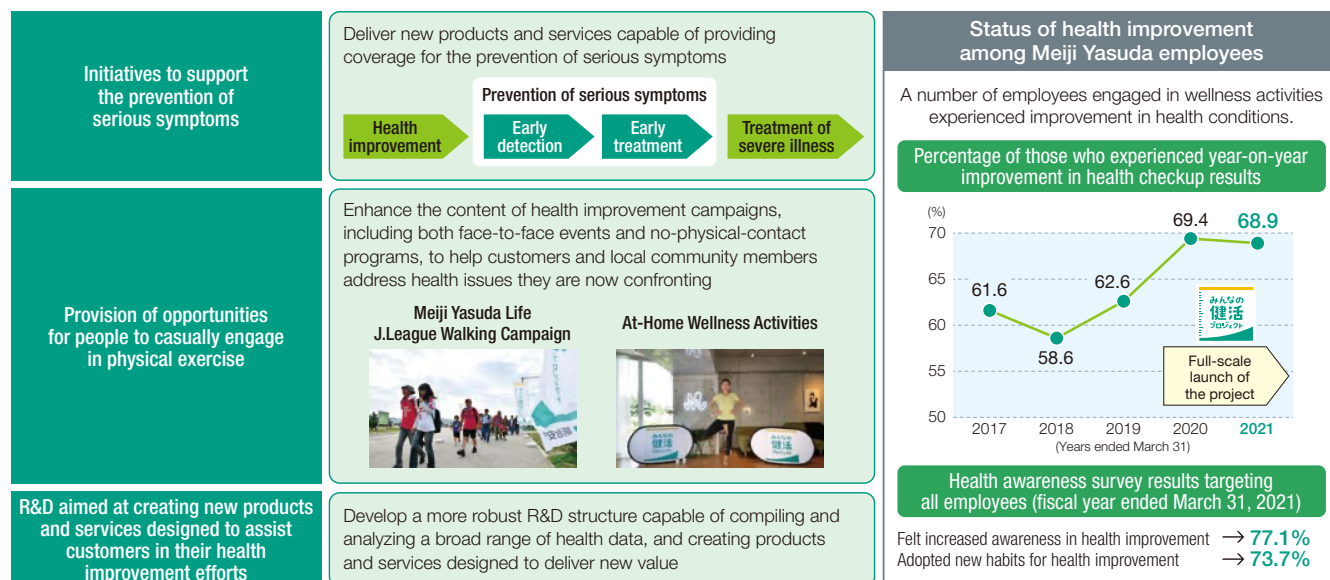 Initiatives to support
the prevention of
serious symptoms
Deliver new products and services capable of providing
coverage for the prevention of serious symptoms
Prevention of serious symptoms
Health
improvement
Early
detection
Early
treatment
Treatment of
severe illness
Provision of opportunities
for people to casually engage
in physical exercise
Enhance the content of health improvement campaigns,
including both face-to-face events and no-physical-contact
programs, to help customers and local community members
address health issues they are now confronting
Meiji Yasuda Life
J.League Walking Campaign
At-Home Wellness Activities
みんなの
健活
みんなの
健活
R&D aimed at creating new products
and services designed to assist
customers in their health
improvement efforts
Develop a more robust R&D structure capable of compiling and
analyzing a broad range of health data, and creating products
and services designed to deliver new value
Status of health improvement
among Meiji Yasuda employees
A number of employees engaged in wellness activities
experienced improvement in health conditions.
Percentage of those who experienced year-on-year
improvement in health checkup results
(%)
70
65
60
55
50
61.6
58.6
62.6
69.4
68.9
みんなの
健活
プロジェクト
Full-scale
launch of
the project
2017 2018 2019 2020 2021
(Years ended March 31)
Health awareness survey results targeting
all employees (fiscal year ended March 31, 2021)
Felt increased awareness in health improvement → 77.1%
Adopted new habits for health improvement → 73.7%